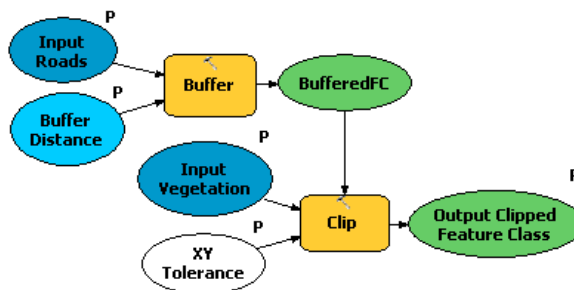 P
Input
Roads
Buffer
BufferedFC
P
Buffer
Distance
P
Input
Vegetation
P
XY
Tolerance
Clip
P
Output Clipped
Feature Class